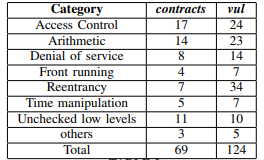 Category contracts vul
Access Control 17 24
Arithmetic 14 23
Denial of service 8 14
Front running 4 7
Reentrancy 7 34
Time manipulation 5 7
Unchecked low levels 11 10
others 3 5
Total 69 124